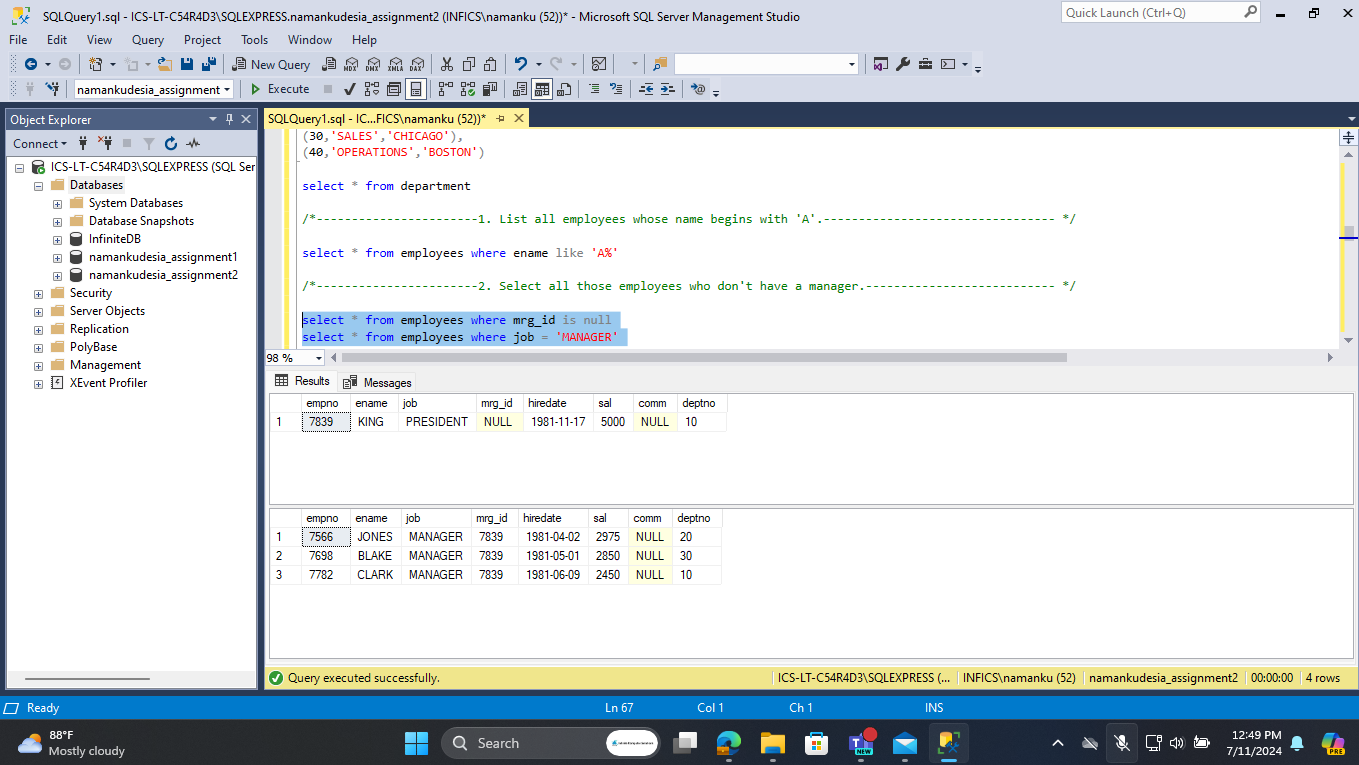 SQLQuery1.sql - ICS-LT-C54R4D3\SQLEXPRESS.namankudesia_assignment2 (INFICS\namanku (52))* - Microsoft SQL Server Management Studio
Quick Launch (Ctrl+Q)
File Edit View Query Project Tools Window Help
New Query MDX DMX XMLA DAX
namankudesia_assignment Execute
Object Explorer
SQLQuery1.sql - IC...FICS\namanku (52))*
Connect
ICS-LT-C54R4D3\SQLEXPRESS (SQL Ser
Databases
System Databases
Database Snapshots
InfiniteDB
namankudesia_assignment1
namankudesia_assignment2
Security
Server Objects
Replication
PolyBase
Management
XEvent Profiler
(30,'SALES','CHICAGO'),
(40,'OPERATIONS','BOSTON')
select * from department
/*-----------------------1. List all employees whose name begins with 'A'.--------------------------------- */
select * from employees where ename like 'A%'
/*-----------------------2. Select all those employees who don't have a manager.--------------------------- */
select * from employees where mrg_id is null
select * from employees where job = 'MANAGER'
98 %
Results Messages
empno ename job mrg_id hiredate sal comm deptno
1 7839 KING PRESIDENT NULL 1981-11-17 5000 NULL 10
empno ename job mrg_id hiredate sal comm deptno
1 7566 JONES MANAGER 7839 1981-04-02 2975 NULL 20
2 7698 BLAKE MANAGER 7839 1981-05-01 2850 NULL 30
3 7782 CLARK MANAGER 7839 1981-06-09 2450 NULL 10
Query executed successfully. ICS-LT-C54R4D3\SQLEXPRESS (... INFICS\namanku (52) namankudesia_assignment2 00:00:00 4 rows
Ready Ln 67 Col 1 Ch 1 INS
88°F
Mostly cloudy
Search
NEW
12:49 PM
7/11/2024
PRE